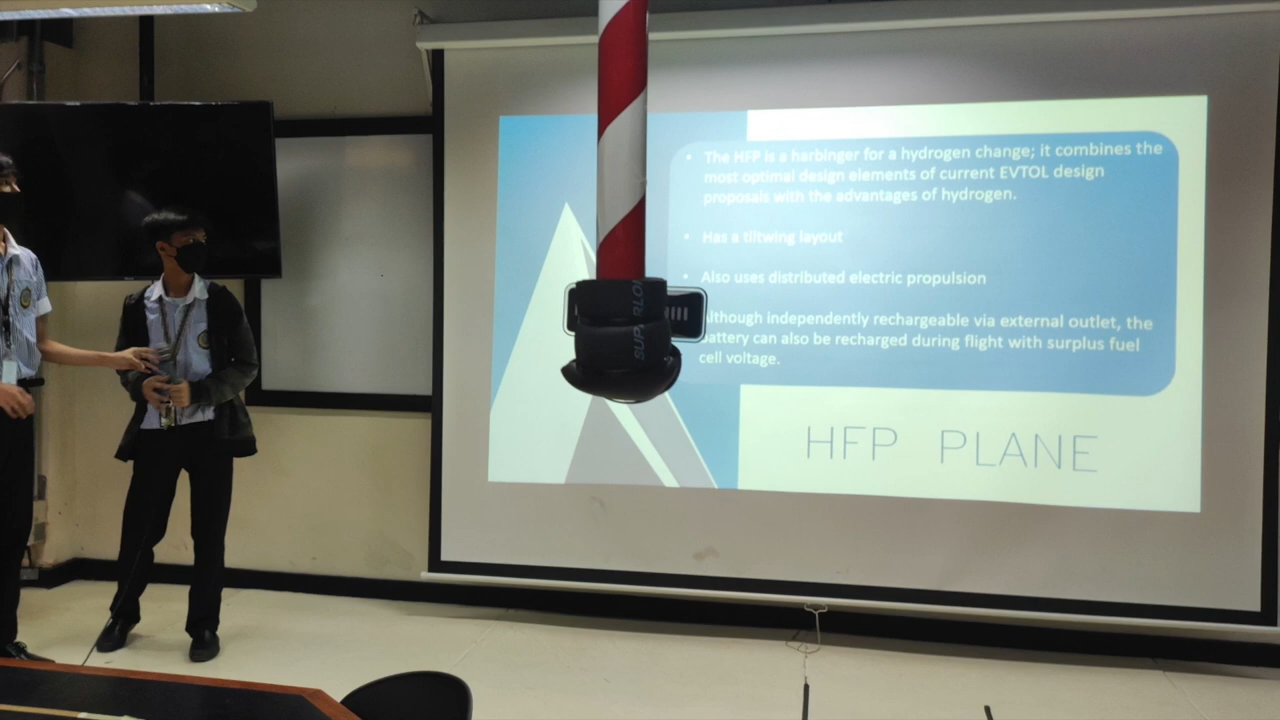 • The HFP is a harbinger for a hydrogen change; it combines the
most optimal design elements of current EVTOL design
proposals with the advantages of hydrogen.
• Has a tiltwing layout
• Also uses distributed electric propulsion
lthough independently rechargeable via external outlet, the
attery can also be recharged during flight with surplus fuel
cell voltage.
HFP PLANE